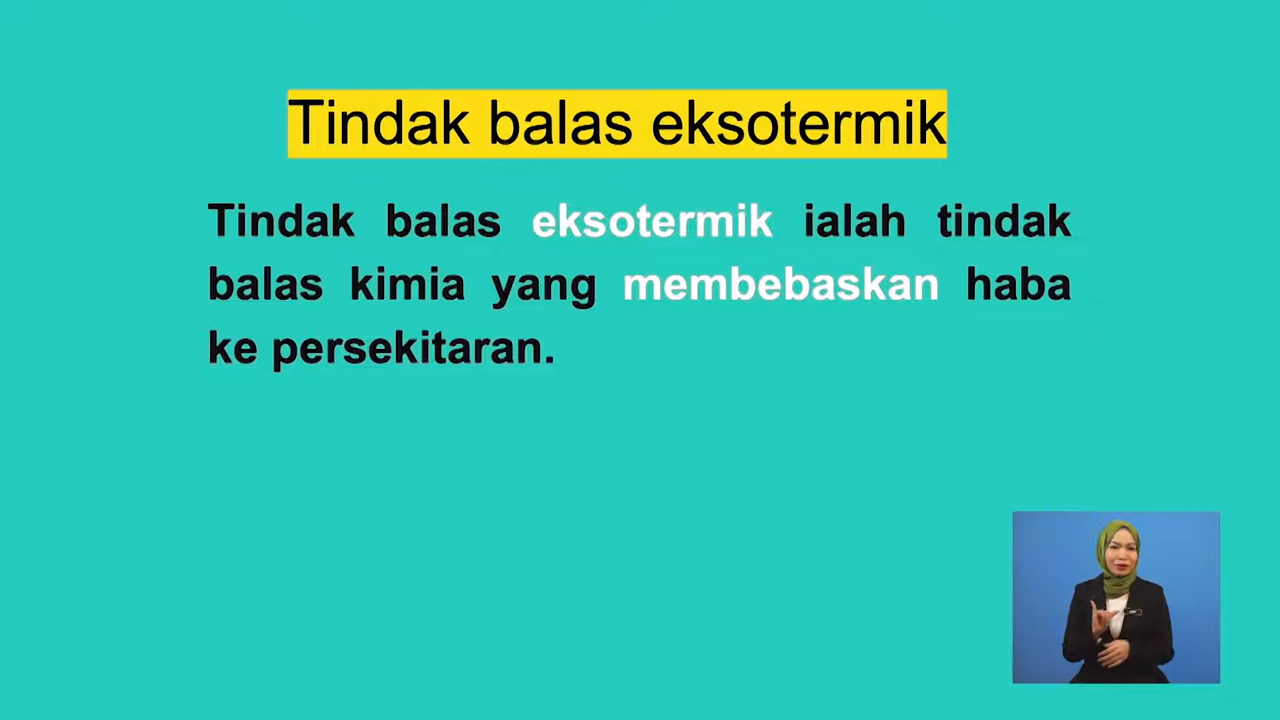 Tindak balas eksotermik
Tindak balas eksotermik ialah tindak
balas kimia yang membebaskan haba
ke persekitaran.